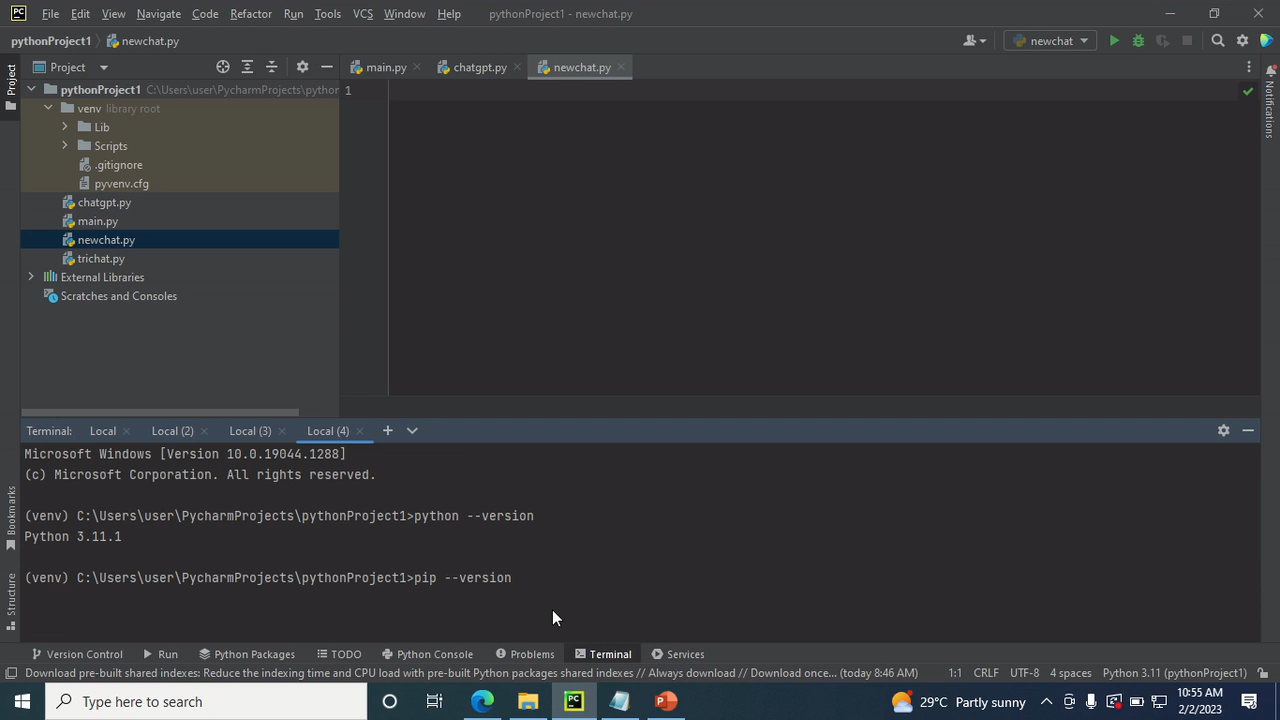 PC File Edit View Navigate Code Refactor Run Tools VCS Window Help pythonProject1 - newchat.py
pythonProject1 newchat.py newchat
Project
Project main.py chatgpt.py newchat.py
Notifications
pythonProject1 C:\Users\user\PycharmProjects\python
1
venv library root
Lib
Scripts
.gitignore
pyvenv.cfg
chatgpt.py
main.py
newchat.py
trichat.py
External Libraries
Scratches and Consoles
Terminal: Local Local (2) Local (3) Local (4)
Microsoft Windows [Version 10.0.19044.1288]
(c) Microsoft Corporation. All rights reserved.
(venv) C:\Users\user\PycharmProjects\pythonProject1>python --version
Python 3.11.1
(venv) C:\Users\user\PycharmProjects\pythonProject1>pip --version
Bookmarks
Structure
Version Control Run Python Packages TODO Python Console Problems Terminal Services
Download pre-built shared indexes: Reduce the indexing time and CPU load with pre-built Python packages shared indexes // Always download // Download once... (today 8:46 AM) 1:1 CRLF UTF-8 4 spaces Python 3.11 (pythonProject1)
Type here to search PC 29°C Partly sunny 10:55 AM
2/2/2023